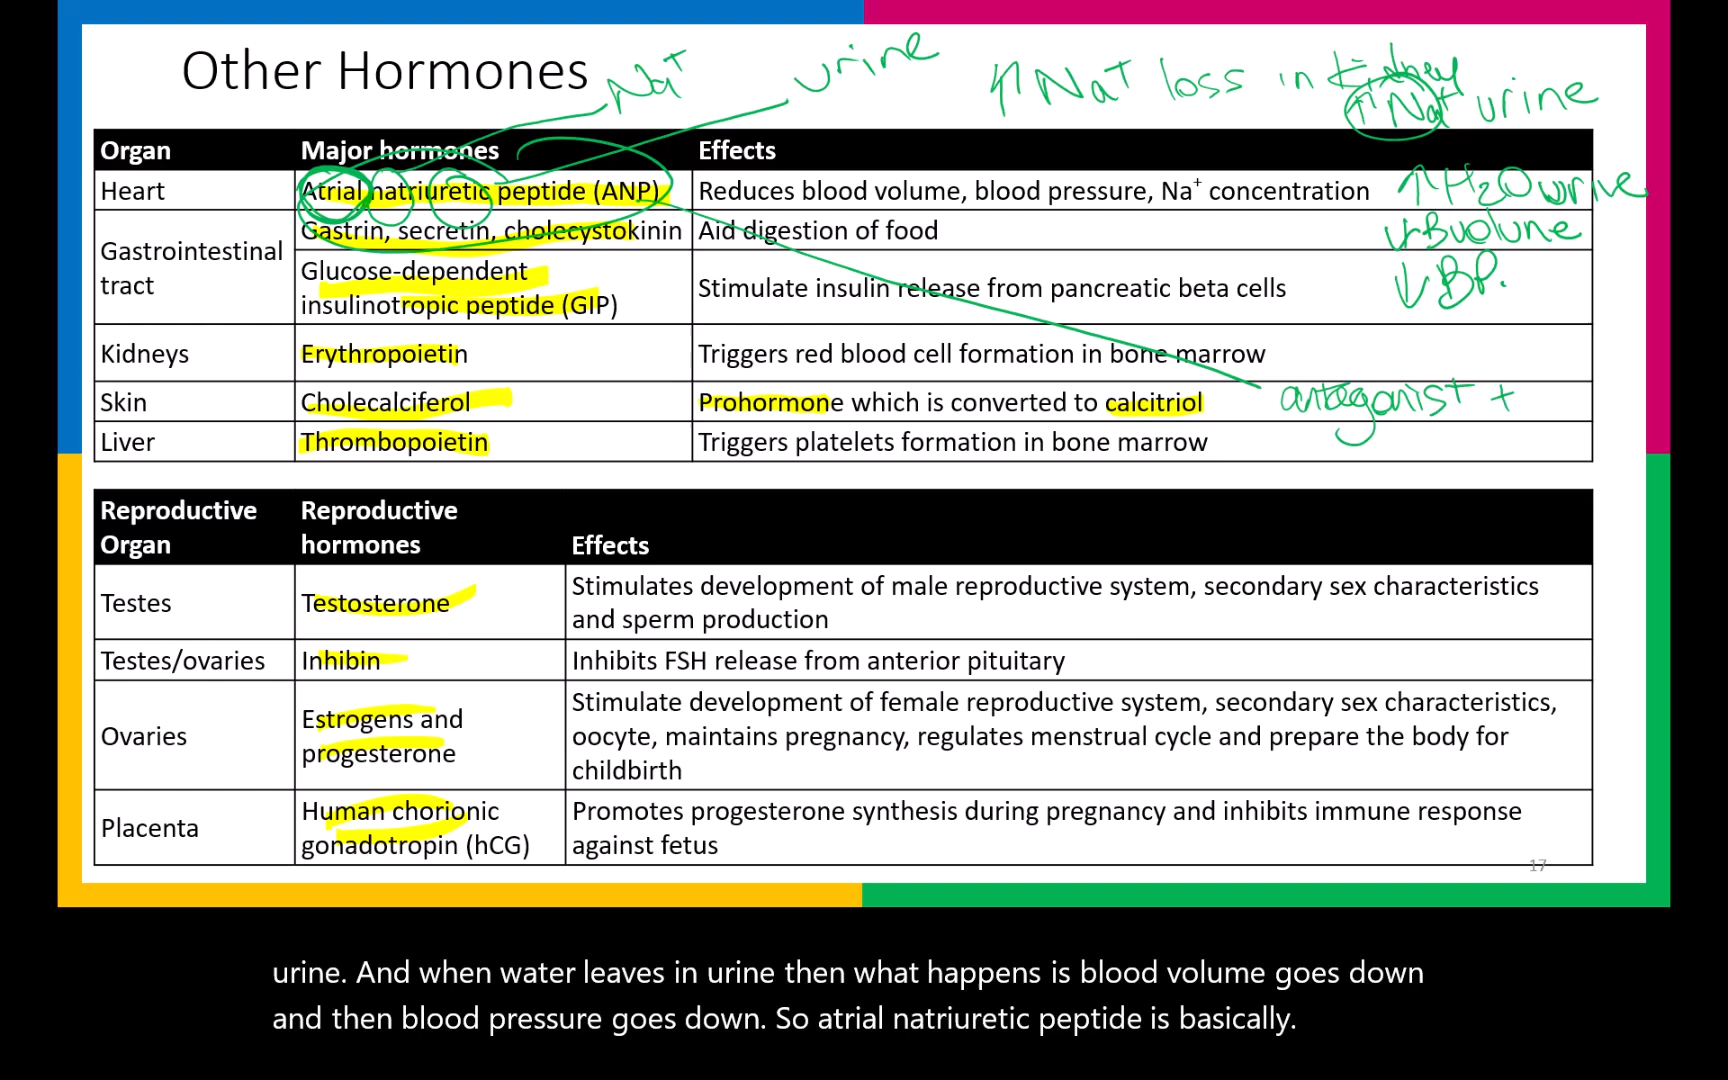 Other Hormones
Na⁺
urine
↑ Na⁺ loss in kidney
↑ Na⁺ urine
Organ Major hormones Effects
Heart Atrial natriuretic peptide (ANP) Reduces blood volume, blood pressure, Na⁺ concentration
↑ H₂O urine
Gastrointestinal tract Gastrin, secretin, cholecystokinin Aid digestion of food
↓ Bvolume
Glucose-dependent
insulinotropic peptide (GIP) Stimulate insulin release from pancreatic beta cells
↓ BP.
Kidneys Erythropoietin Triggers red blood cell formation in bone marrow
Skin Cholecalciferol Prohormone which is converted to calcitriol
antagonist +
Liver Thrombopoietin Triggers platelets formation in bone marrow
Reproductive Reproductive
Organ hormones Effects
Testes Testosterone Stimulates development of male reproductive system, secondary sex characteristics
and sperm production
Testes/ovaries Inhibin Inhibits FSH release from anterior pituitary
Ovaries Estrogens and
progesterone Stimulate development of female reproductive system, secondary sex characteristics,
oocyte, maintains pregnancy, regulates menstrual cycle and prepare the body for
childbirth
Placenta Human chorionic
gonadotropin (hCG) Promotes progesterone synthesis during pregnancy and inhibits immune response
against fetus
17
urine. And when water leaves in urine then what happens is blood volume goes down
and then blood pressure goes down. So atrial natriuretic peptide is basically.